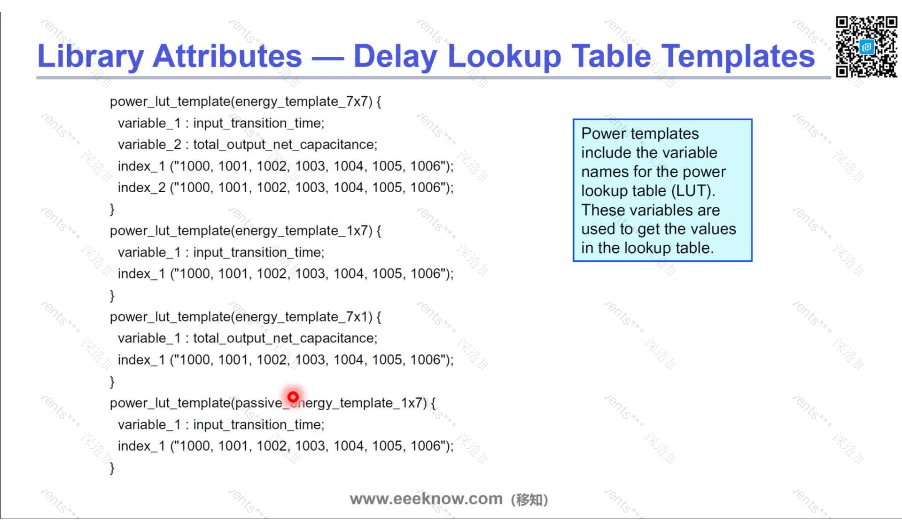 Library Attributes — Delay Lookup Table Templates
power_lut_template(energy_template_7x7) {
variable_1 : input_transition_time;
variable_2 : total_output_net_capacitance;
index_1 ("1000, 1001, 1002, 1003, 1004, 1005, 1006");
index_2 ("1000, 1001, 1002, 1003, 1004, 1005, 1006");
}
power_lut_template(energy_template_1x7) {
variable_1 : input_transition_time;
index_1 ("1000, 1001, 1002, 1003, 1004, 1005, 1006");
}
power_lut_template(energy_template_7x1) {
variable_1 : total_output_net_capacitance;
index_1 ("1000, 1001, 1002, 1003, 1004, 1005, 1006");
}
power_lut_template(passive_energy_template_1x7) {
variable_1 : input_transition_time;
index_1 ("1000, 1001, 1002, 1003, 1004, 1005, 1006");
}
Power templates
include the variable
names for the power
lookup table (LUT).
These variables are
used to get the values
in the lookup table.
www.eeeknow.com (移知)